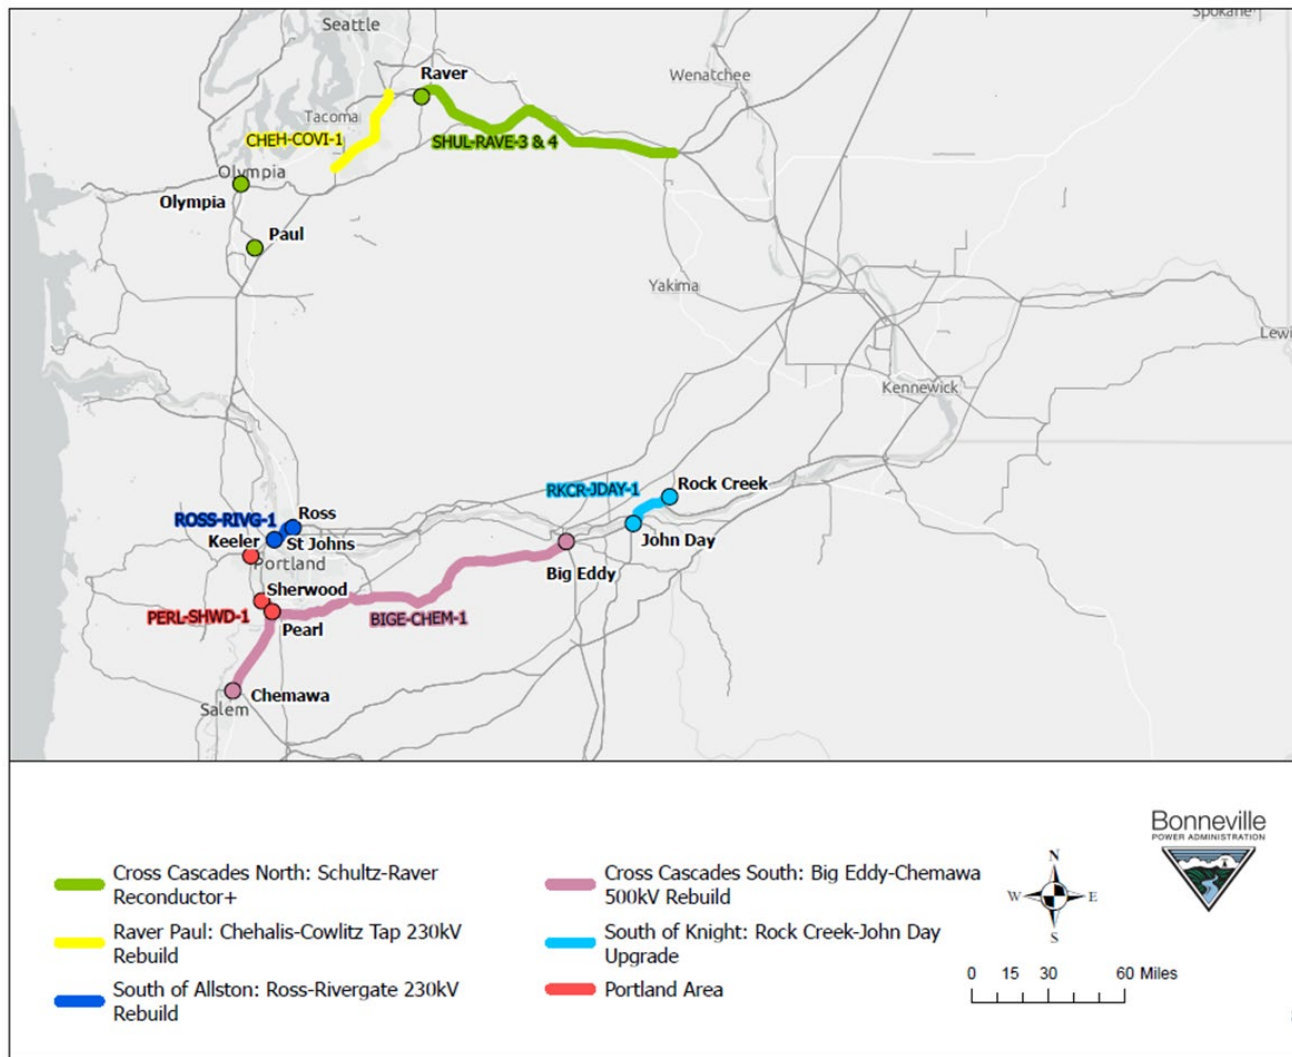 Seattle
Spokane
Raver
Wenatchee
Tacoma
CHEH-COVI-1
SHUL-RAVE-3 & 4
Olympia
Olympia
Paul
Yakima
Lewi
Kennewick
RKCR-JDAY-1
Rock Creek
ROSS-RIVG-1
Ross
Keeler
St Johns
John Day
Portland
Big Eddy
Sherwood
PERL-SHWD-1
BIGE-CHEM-1
Pearl
Chemawa
Salem
Cross Cascades North: Schultz-Raver
Reconductor+
Raver Paul: Chehalis-Cowlitz Tap 230kV
Rebuild
South of Allston: Ross-Rivergate 230kV
Rebuild
Cross Cascades South: Big Eddy-Chemawa
500kV Rebuild
South of Knight: Rock Creek-John Day
Upgrade
Portland Area
N
W E
S
0 15 30 60 Miles
Bonneville
POWER ADMINISTRATION